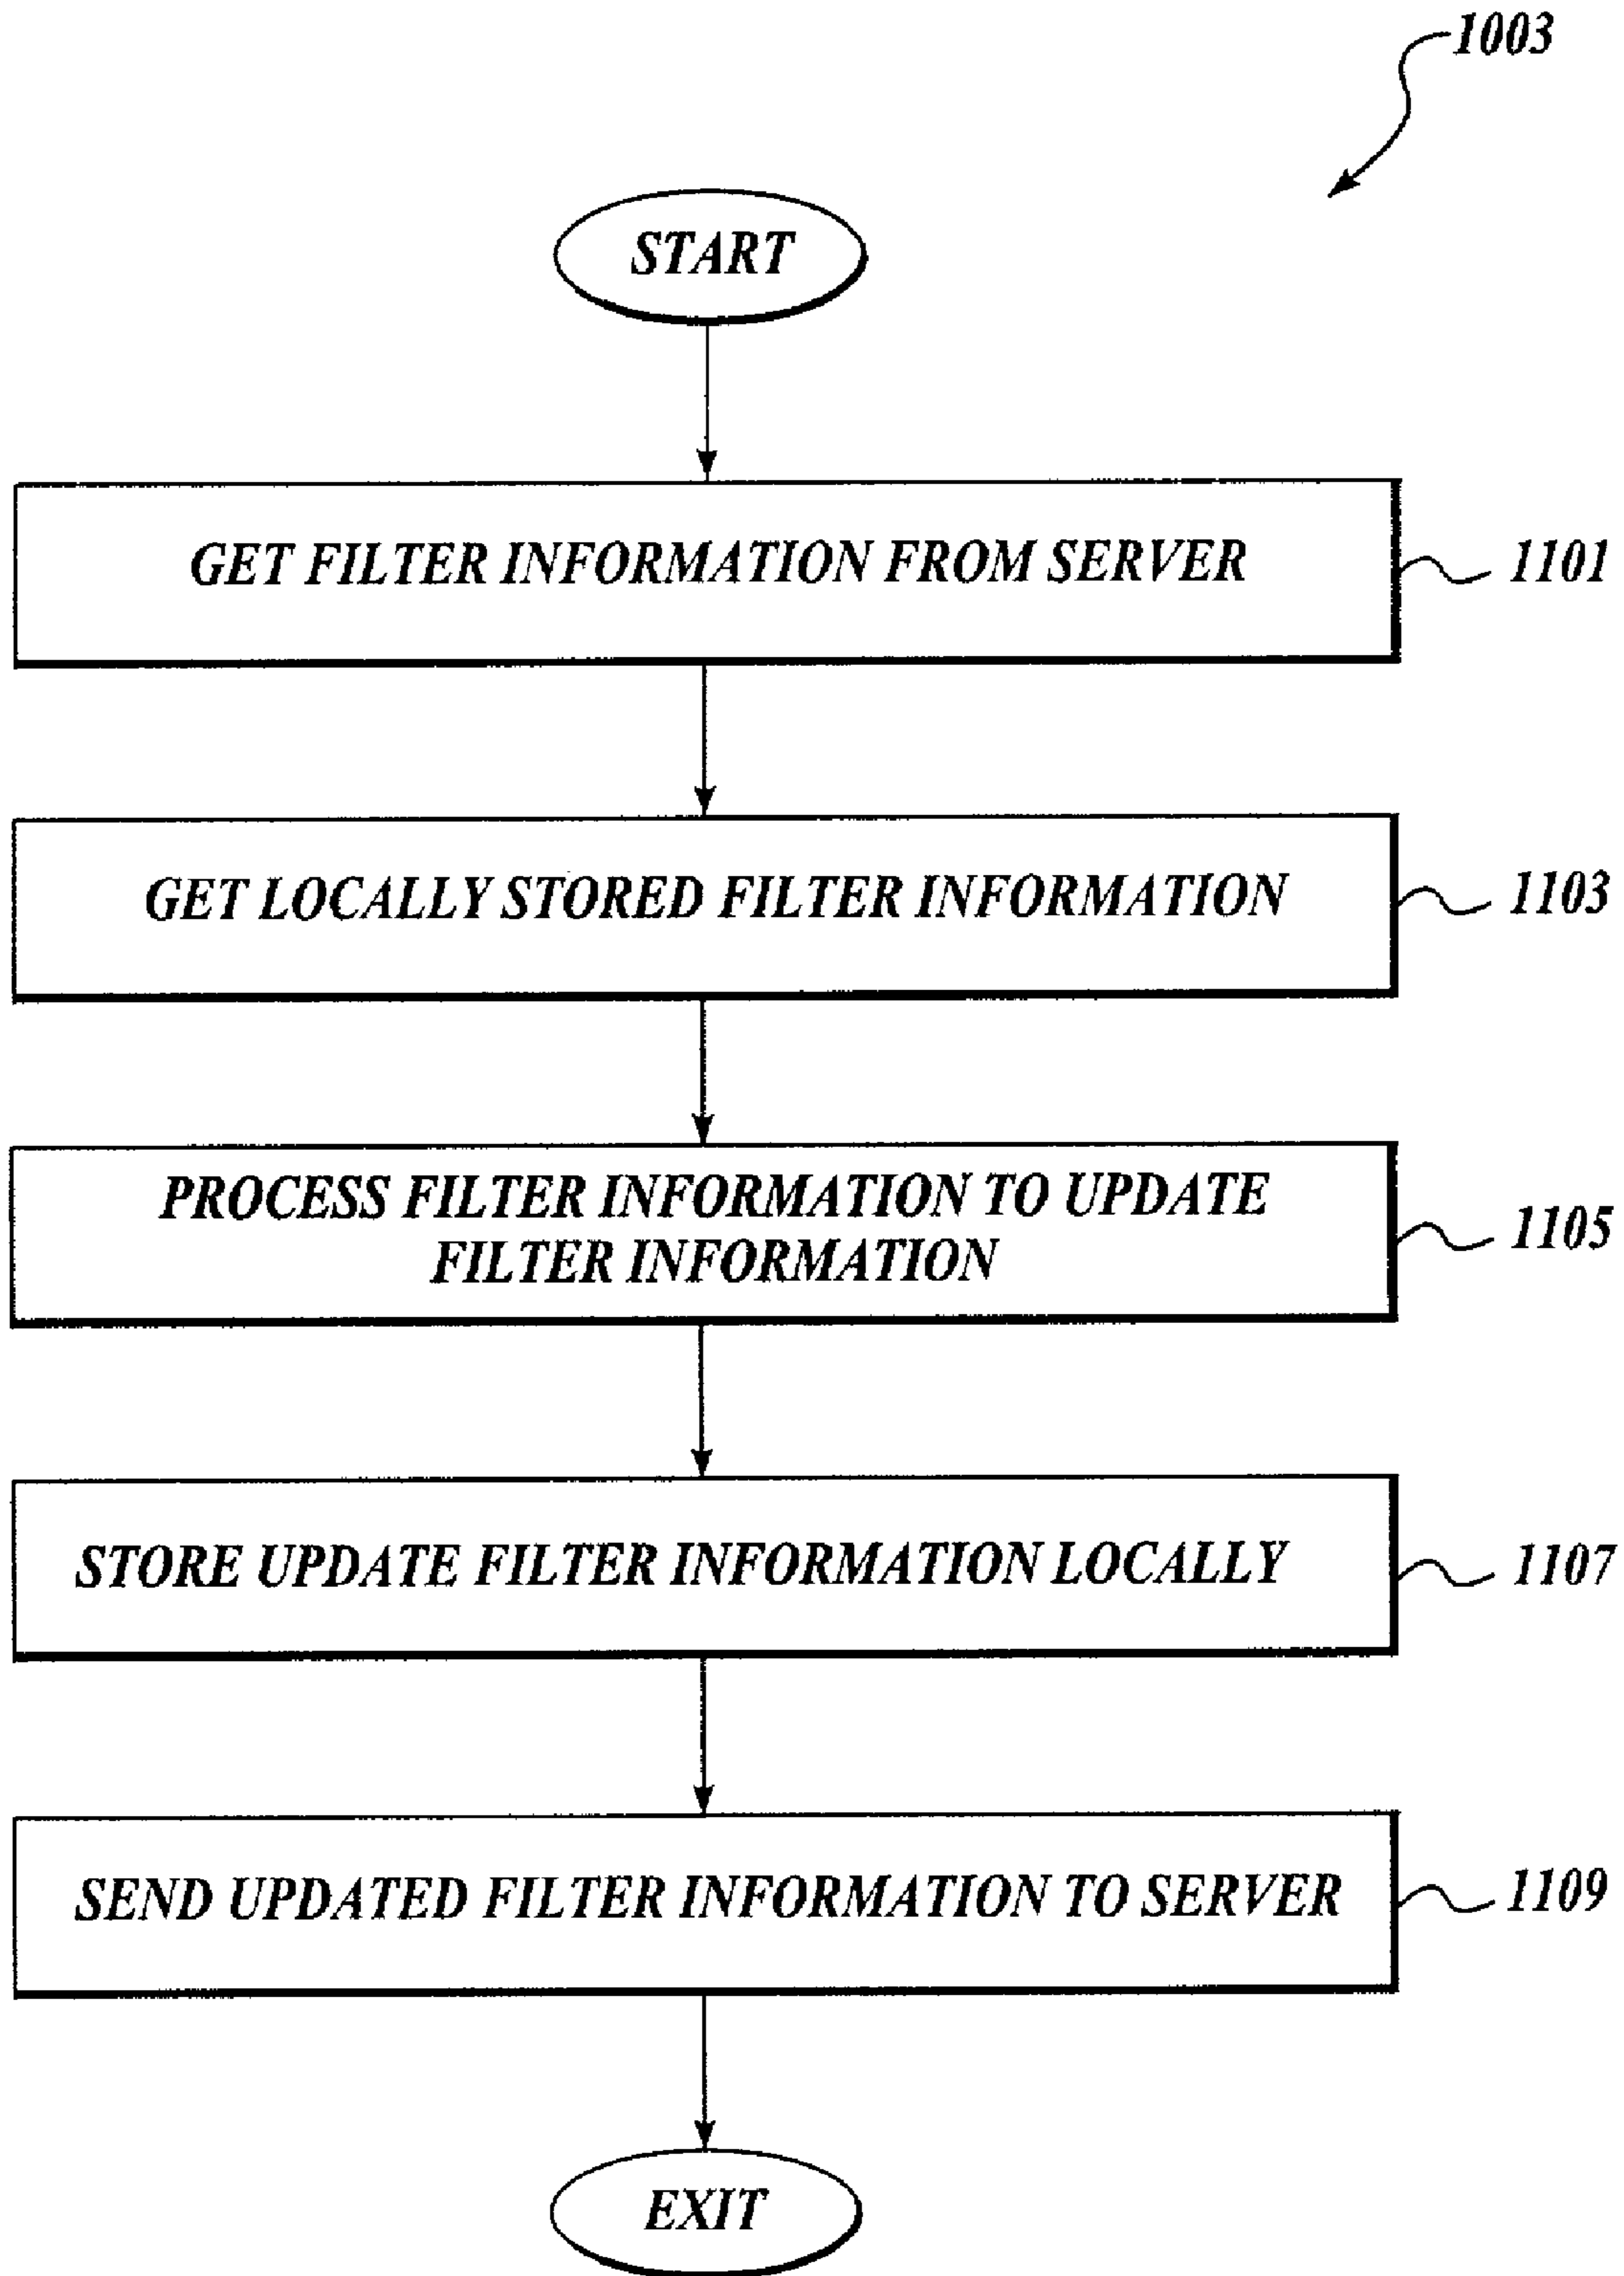 1003
START
GET FILTER INFORMATION FROM SERVER
1101
GET LOCALLY STORED FILTER INFORMATION
1103
PROCESS FILTER INFORMATION TO UPDATE
FILTER INFORMATION
1105
STORE UPDATE FILTER INFORMATION LOCALLY
1107
SEND UPDATED FILTER INFORMATION TO SERVER
1109
EXIT